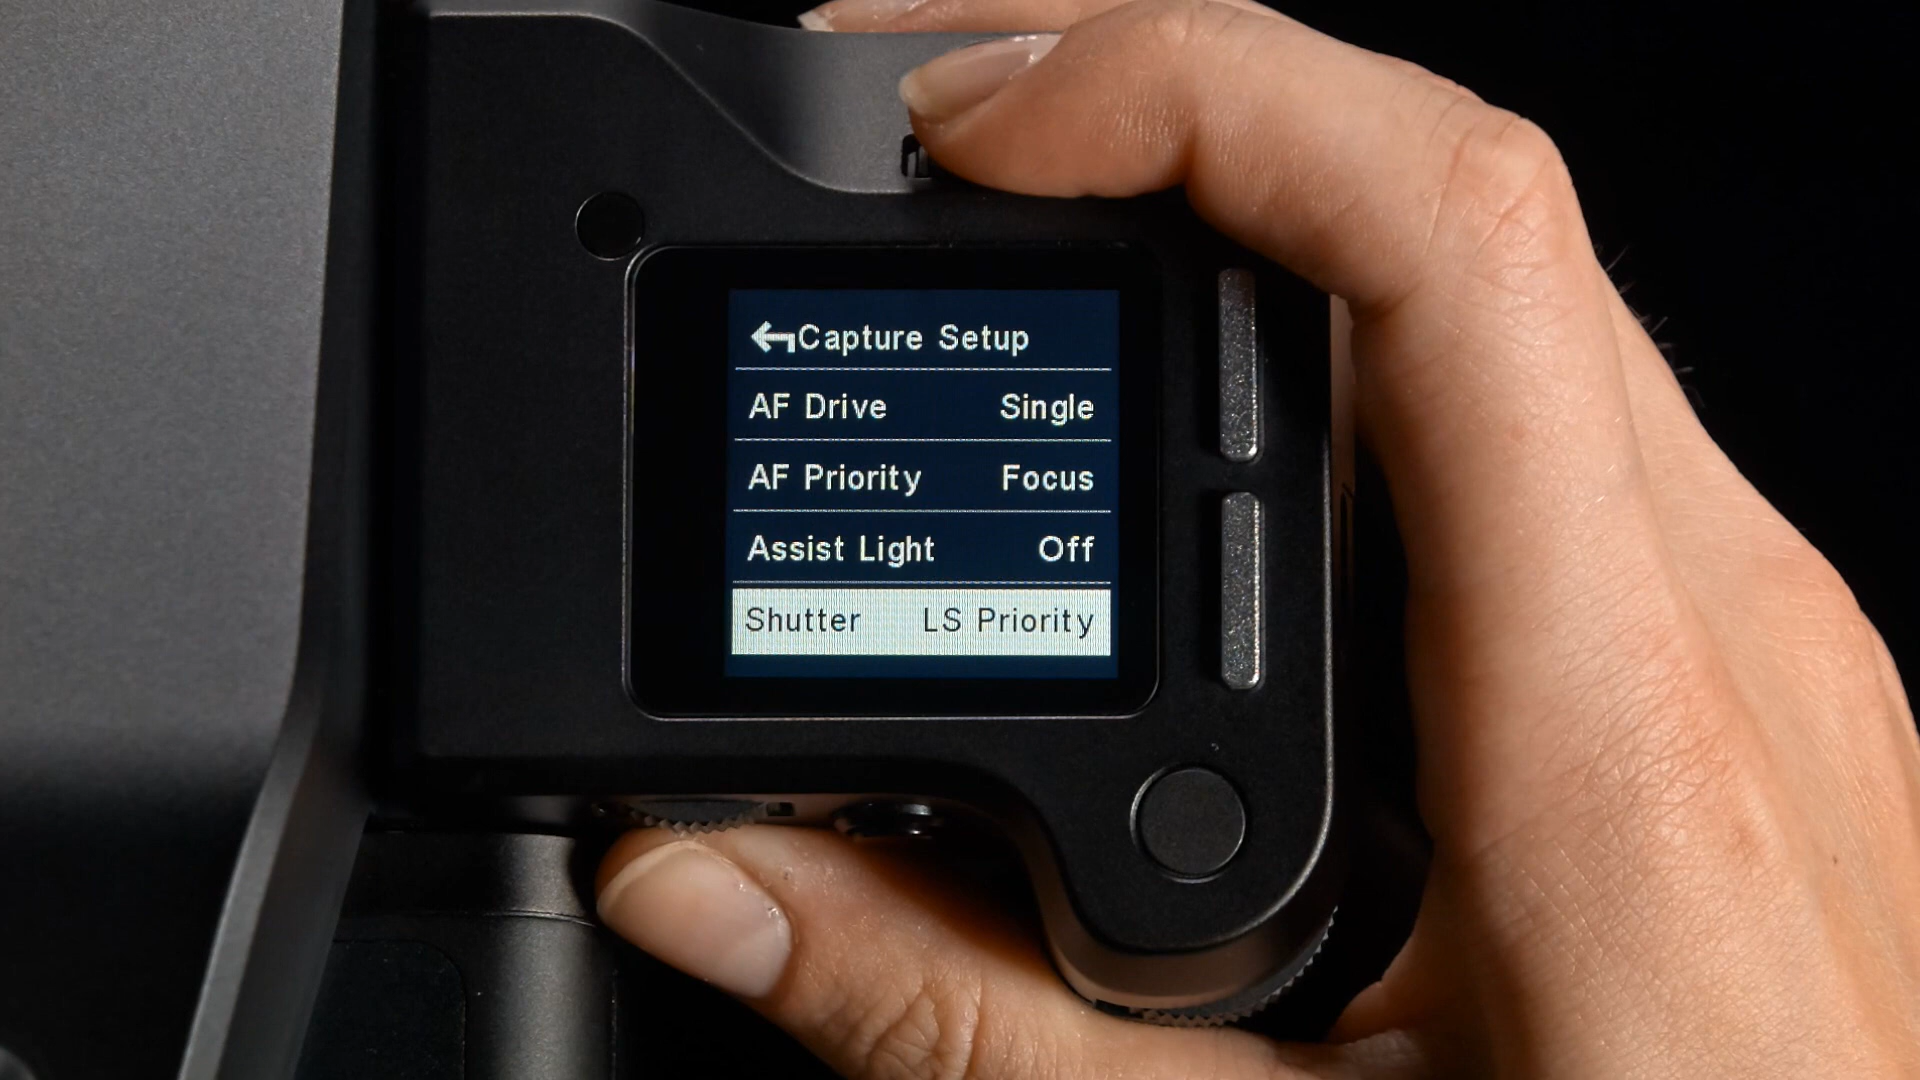 Capture Setup
AF Drive Single
AF Priority Focus
Assist Light Off
Shutter LS Priority